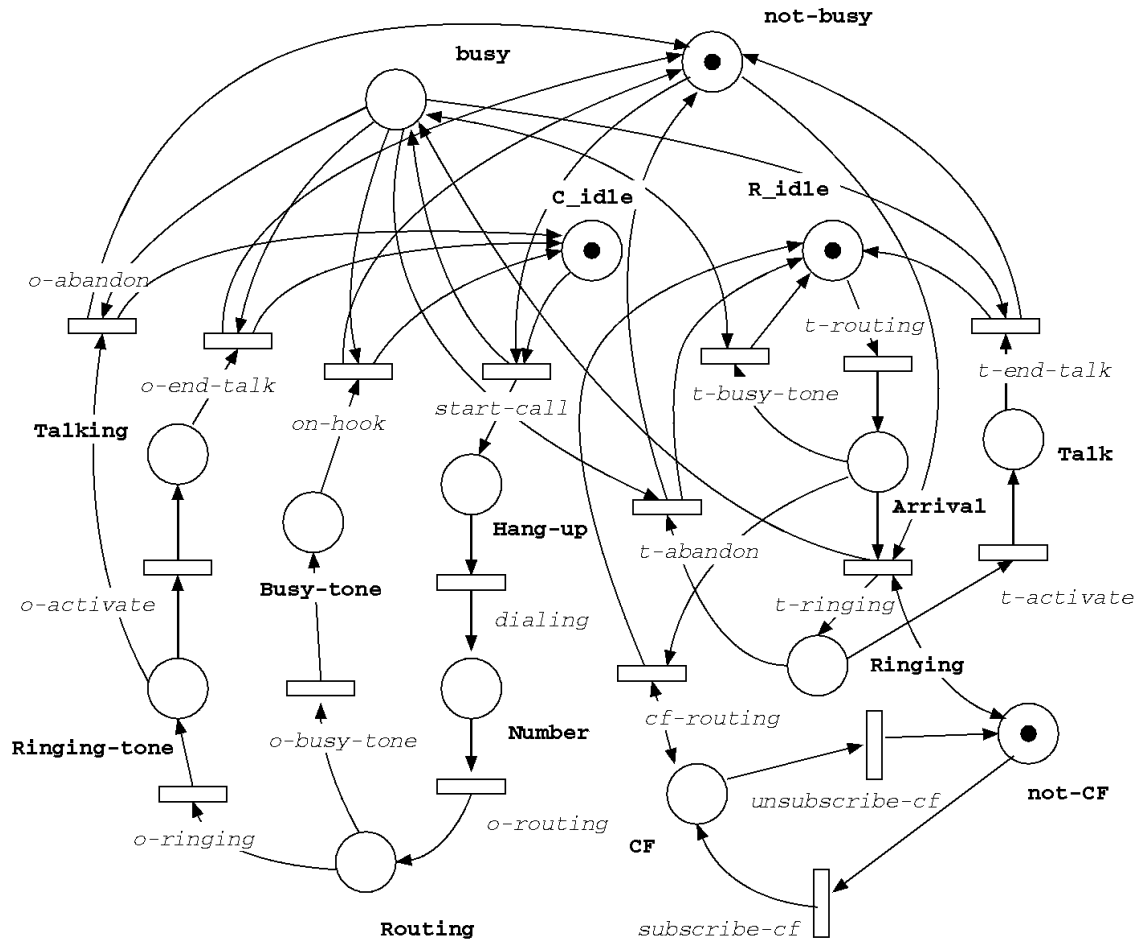 not-busy
busy
C_idle
R_idle
o-abandon
t-routing
o-end-talk
t-busy-tone
t-end-talk
start-call
on-hook
Talking
Talk
Arrival
Hang-up
t-abandon
Busy-tone
o-activate
t-ringing
t-activate
dialing
Ringing
cf-routing
Number
o-busy-tone
Ringing-tone
unsubscribe-cf
not-CF
o-routing
o-ringing
CF
Routing
subscribe-cf